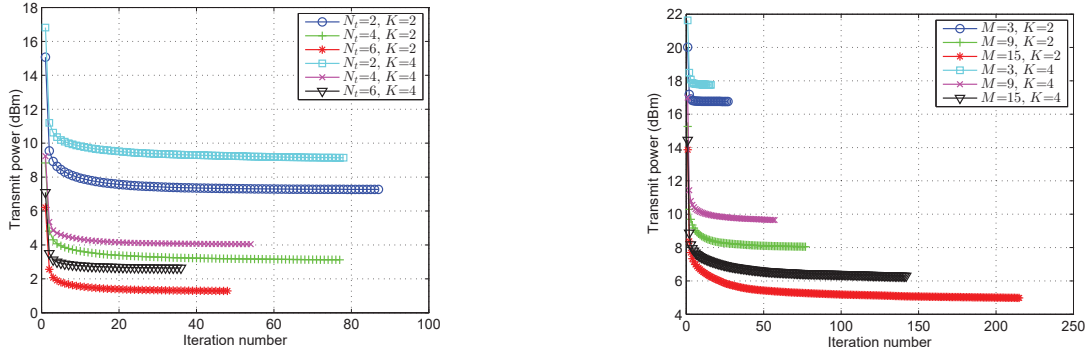 18
16
14
12
10
8
6
4
2
0
Transmit power (dBm)
0 20 40 60 80 100
Iteration number
N_t=2, K=2
N_t=4, K=2
N_t=6, K=2
N_t=2, K=4
N_t=4, K=4
N_t=6, K=4
22
20
18
16
14
12
10
8
6
4
Transmit power (dBm)
0 50 100 150 200 250
Iteration number
M=3, K=2
M=9, K=2
M=15, K=2
M=3, K=4
M=9, K=4
M=15, K=4